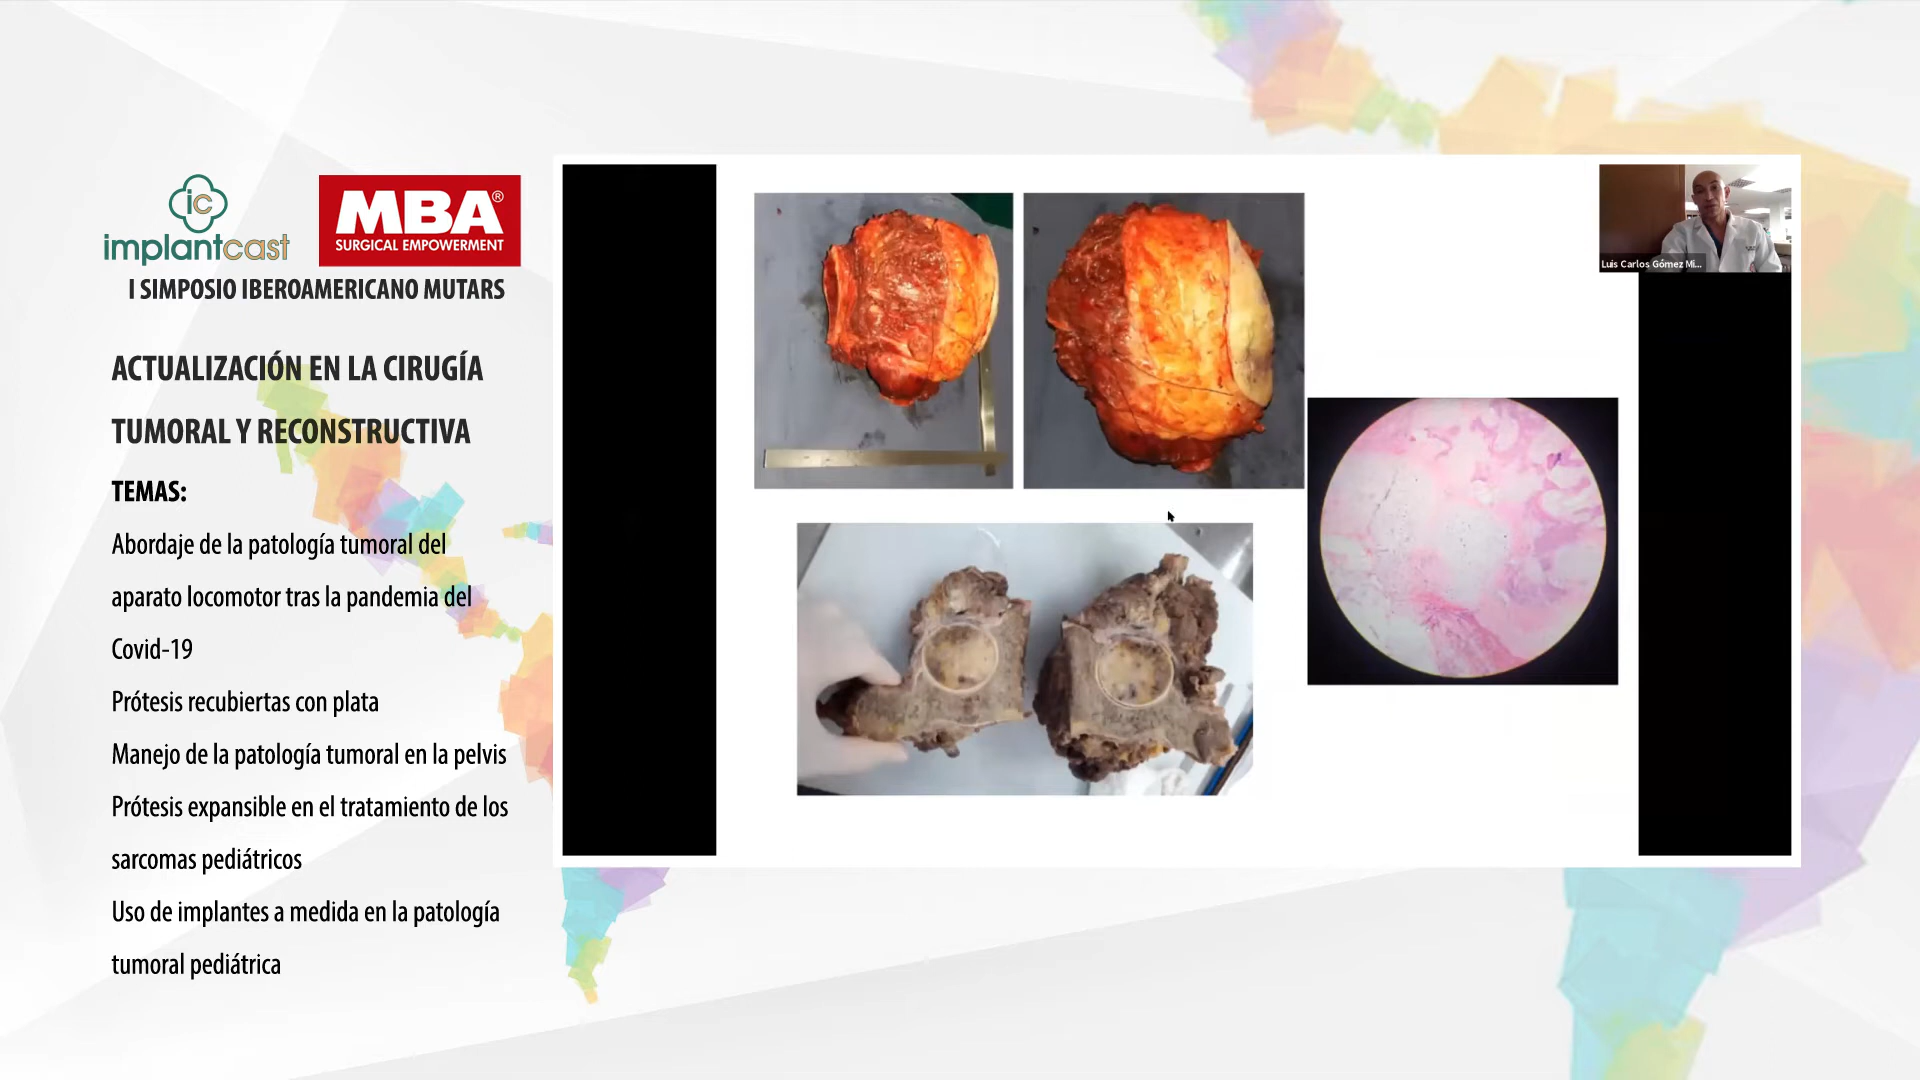 ic
implantcast
MBA®
SURGICAL EMPOWERMENT
I SIMPOSIO IBEROAMERICANO MUTARS
ACTUALIZACIÓN EN LA CIRUGÍA
TUMORAL Y RECONSTRUCTIVA
TEMAS:
Abordaje de la patología tumoral del
aparato locomotor tras la pandemia del
Covid-19
Prótesis recubiertas con plata
Manejo de la patología tumoral en la pelvis
Prótesis expansible en el tratamiento de los
sarcomas pediátricos
Uso de implantes a medida en la patología
tumoral pediátrica
Luis Carlos Gómez Mi...